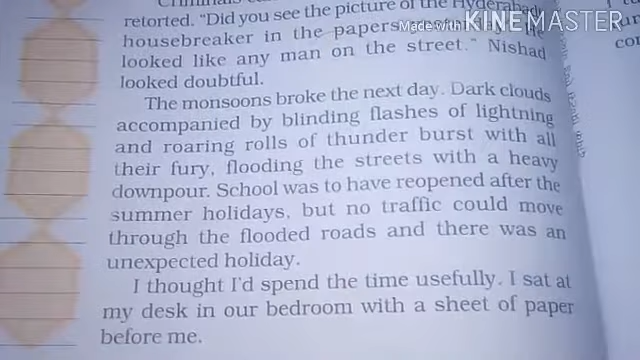 Criminals
retorted. "Did you see the picture of the Hyderabad
housebreaker in the papers
looked like any man on the street." Nishad
looked doubtful.
The monsoons broke the next day. Dark clouds
accompanied by blinding flashes of lightning
and roaring rolls of thunder burst with all
their fury, flooding the streets with a heavy
downpour. School was to have reopened after the
summer holidays, but no traffic could move
through the flooded roads and there was an
unexpected holiday.
I thought I'd spend the time usefully. I sat at
my desk in our bedroom with a sheet of paper
before me.
Made with KINEMASTER